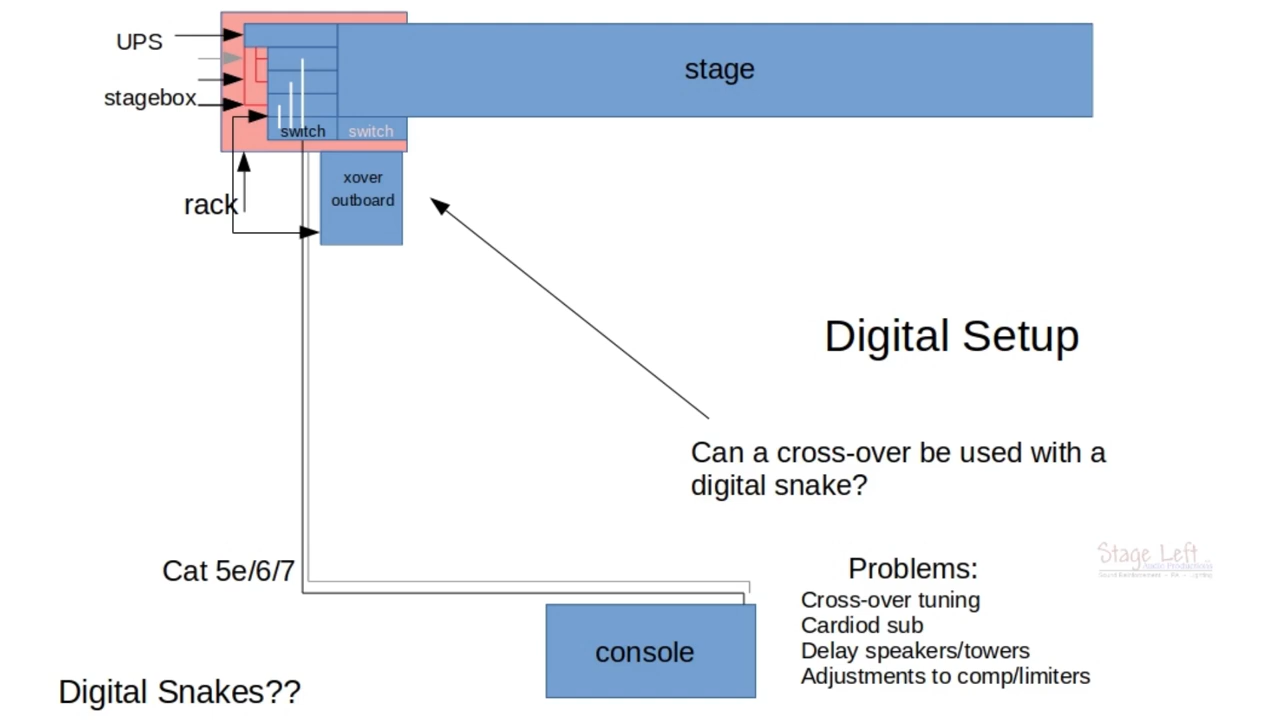 UPS
stage
stagebox
switch
switch
xover
outboard
rack
Digital Setup
Can a cross-over be used with a
digital snake?
Cat 5e/6/7
Problems:
Cross-over tuning
Cardiod sub
Delay speakers/towers
Adjustments to comp/limiters
console
Digital Snakes??
Stage Left